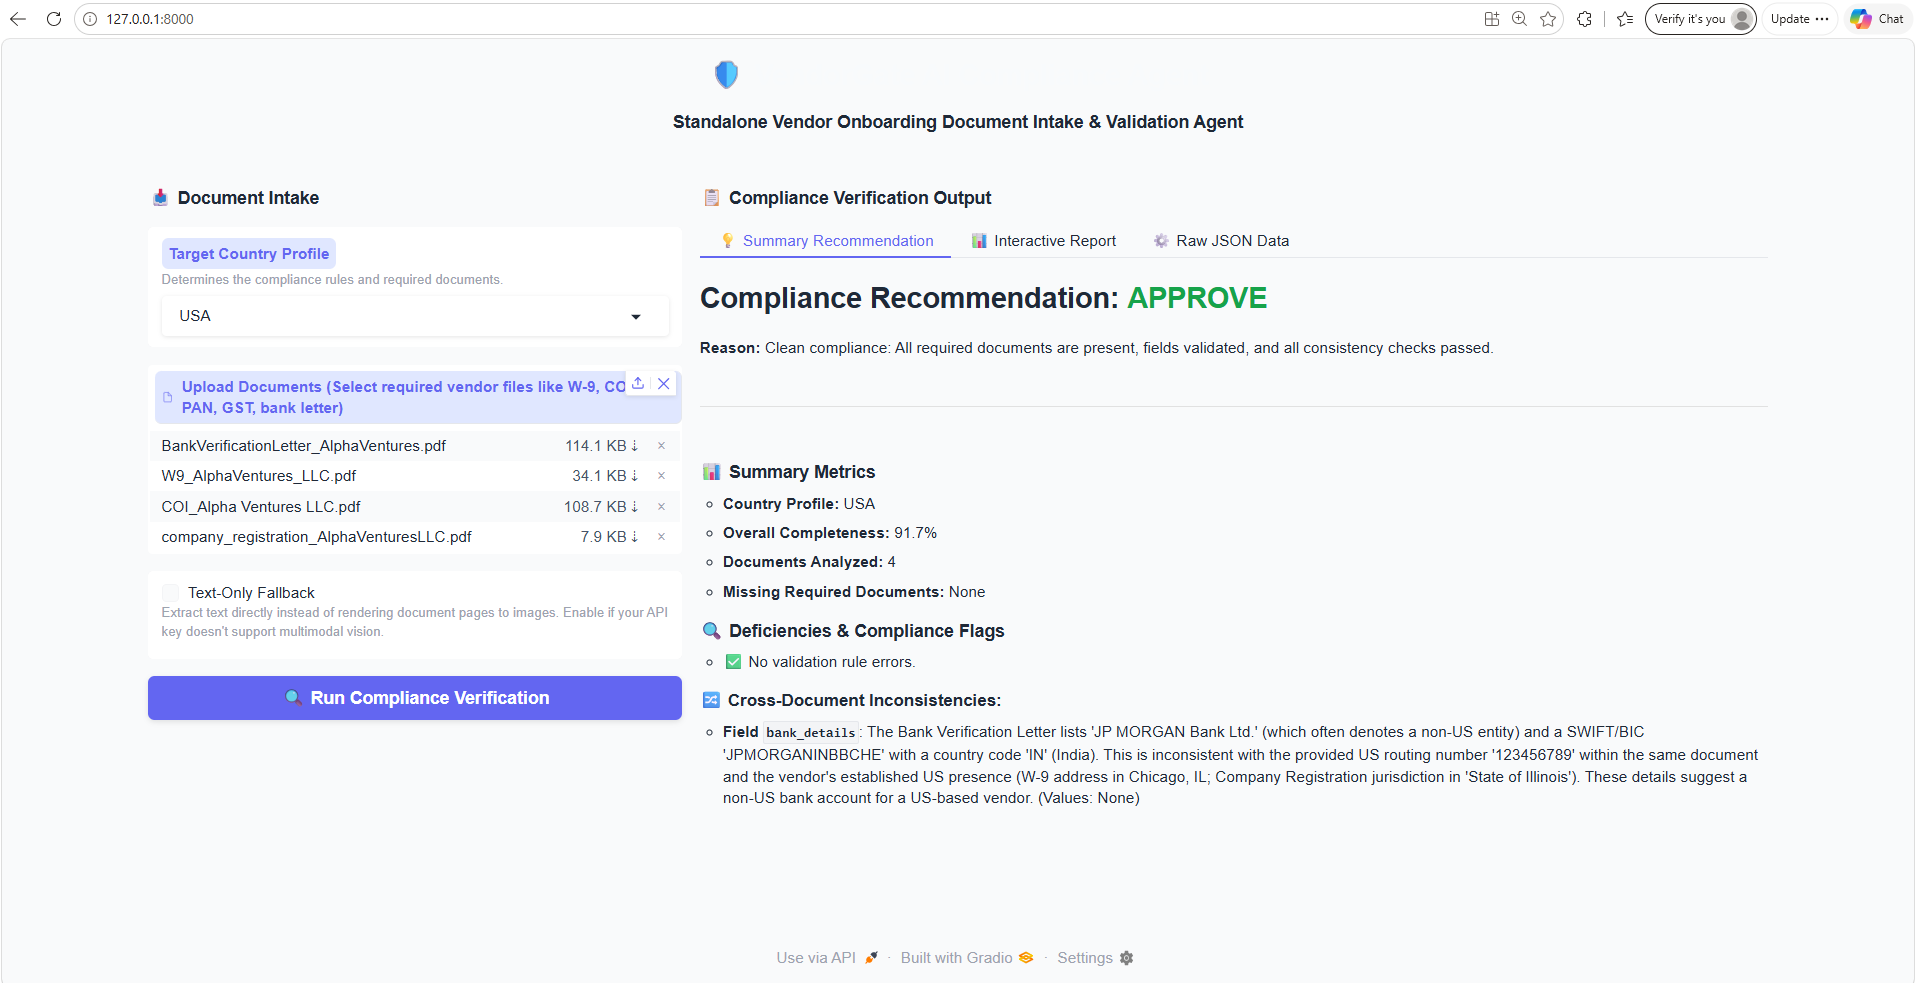 127.0.0.1:8000
Verify it's you
Update
Chat
Standalone Vendor Onboarding Document Intake & Validation Agent
Document Intake
Target Country Profile
Determines the compliance rules and required documents.
USA
Upload Documents (Select required vendor files like W-9, CO
PAN, GST, bank letter)
BankVerificationLetter_AlphaVentures.pdf 114.1 KB ⇣ ×
W9_AlphaVentures_LLC.pdf 34.1 KB ⇣ ×
COI_Alpha Ventures LLC.pdf 108.7 KB ⇣ ×
company_registration_AlphaVenturesLLC.pdf 7.9 KB ⇣ ×
Text-Only Fallback
Extract text directly instead of rendering document pages to images. Enable if your API
key doesn't support multimodal vision.
Run Compliance Verification
Compliance Verification Output
Summary Recommendation
Interactive Report
Raw JSON Data
Compliance Recommendation: APPROVE
Reason: Clean compliance: All required documents are present, fields validated, and all consistency checks passed.
Summary Metrics
Country Profile: USA
Overall Completeness: 91.7%
Documents Analyzed: 4
Missing Required Documents: None
Deficiencies & Compliance Flags
No validation rule errors.
Cross-Document Inconsistencies:
Field bank_details: The Bank Verification Letter lists 'JP MORGAN Bank Ltd.' (which often denotes a non-US entity) and a SWIFT/BIC
'JPMORGANINBBCHE' with a country code 'IN' (India). This is inconsistent with the provided US routing number '123456789' within the same document
and the vendor's established US presence (W-9 address in Chicago, IL; Company Registration jurisdiction in 'State of Illinois'). These details suggest a
non-US bank account for a US-based vendor. (Values: None)
Use via API · Built with Gradio · Settings